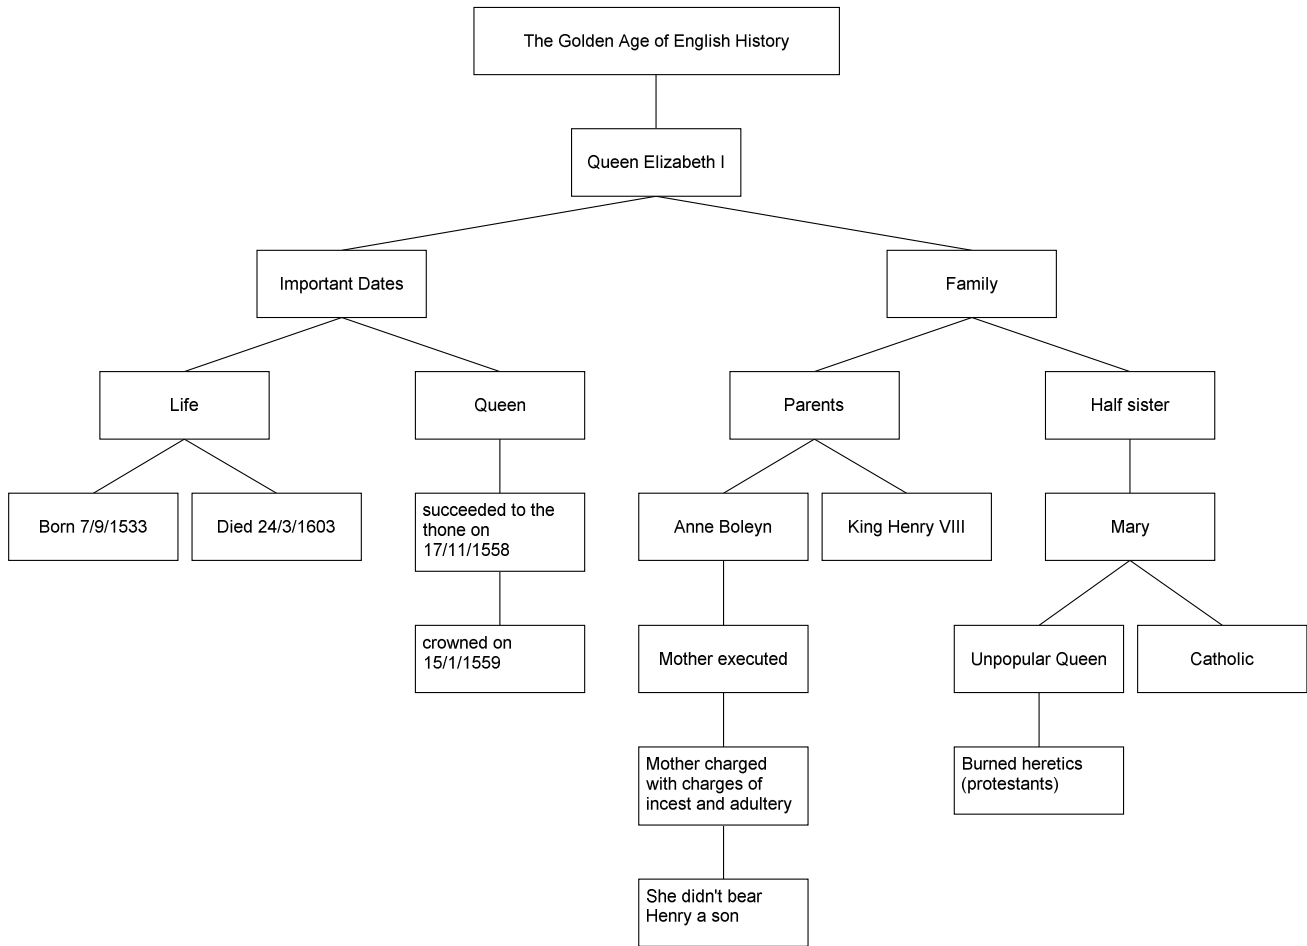 The Golden Age of English History
Queen Elizabeth I
Important Dates
Family
Life
Queen
Parents
Half sister
Born 7/9/1533
Died 24/3/1603
succeeded to the
thone on
17/11/1558
Anne Boleyn
King Henry VIII
Mary
crowned on
15/1/1559
Mother executed
Unpopular Queen
Catholic
Mother charged
with charges of
incest and adultery
Burned heretics
(protestants)
She didn't bear
Henry a son